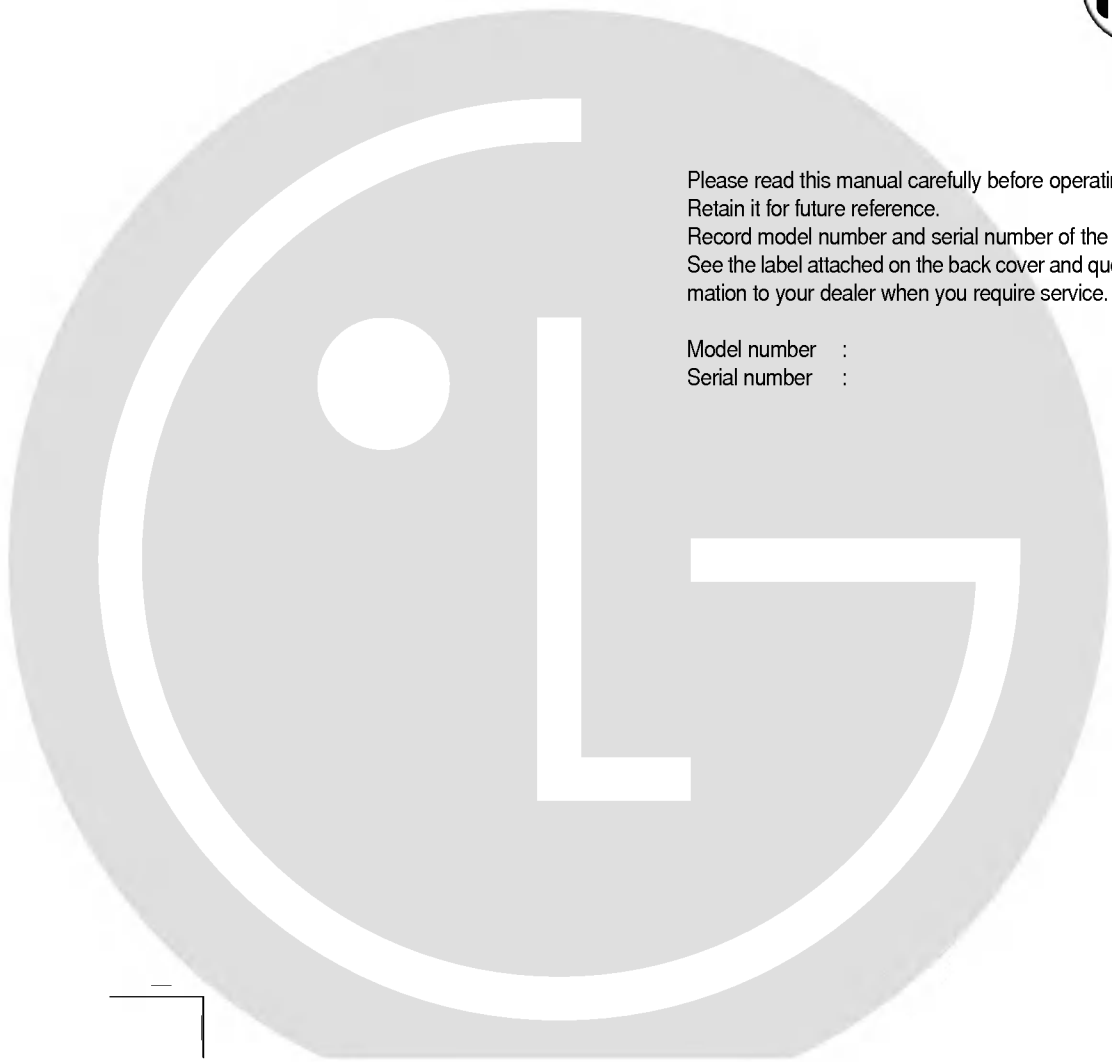 Please read this manual carefully before
Retain it for future reference.
Record model number and serial number of the
See the label attached on the back cover and
mation to your dealer when you require service.
Model number :
Serial number :